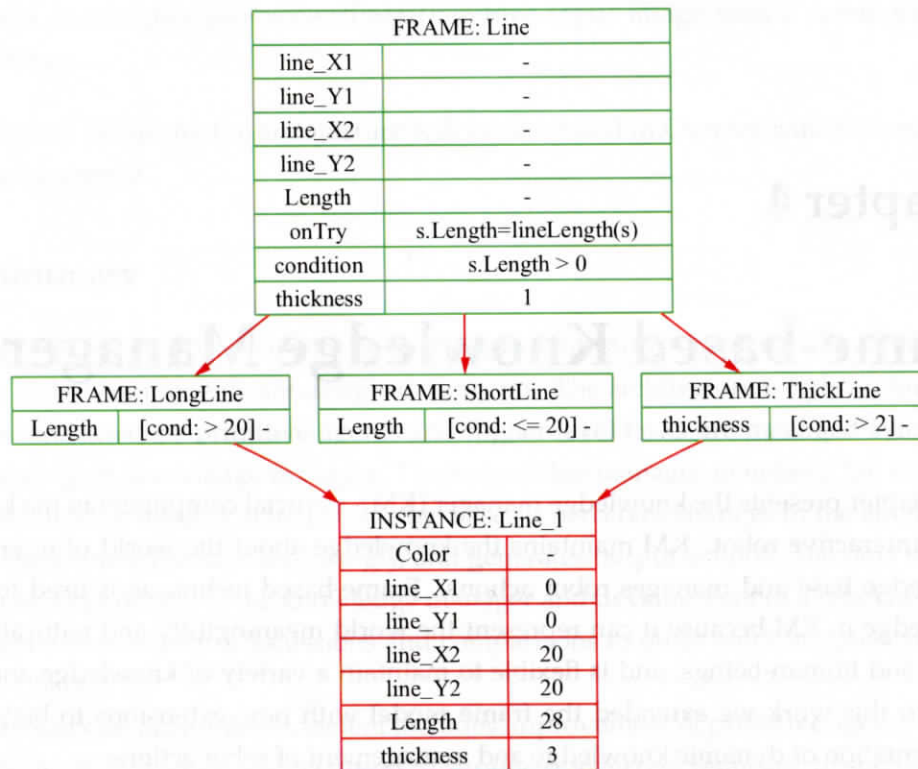 FRAME: Line
line_X1 -
line_Y1 -
line_X2 -
line_Y2 -
Length -
onTry s.Length=lineLength(s)
condition s.Length > 0
thickness 1
FRAME: LongLine
Length [cond: > 20] -
FRAME: ShortLine
Length [cond: <= 20] -
FRAME: ThickLine
thickness [cond: > 2] -
INSTANCE: Line_1
Color -
line_X1 0
line_Y1 0
line_X2 20
line_Y2 20
Length 28
thickness 3